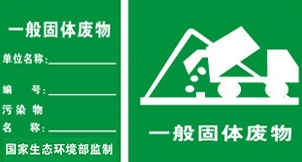 一般固体废物
单位名称:
编 号:
污 染 物
名 称:
国家生态环境部监制
一般固体废物